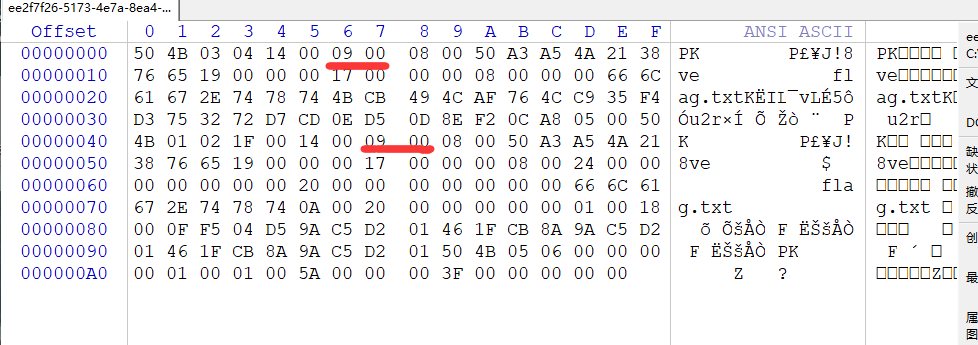 ee2f7f26-5173-4e7a-8ea4-...
Offset 0 1 2 3 4 5 6 7 8 9 A B C D E F ANSI ASCII
00000000 50 4B 03 04 14 00 09 00 08 00 50 A3 A5 4A 21 38 PK P£¥J!8 PK
00000010 76 65 19 00 00 00 17 00 00 00 08 00 00 00 66 6C ve fl ve
00000020 61 67 2E 74 78 74 4B CB 49 4C AF 76 4C C9 35 F4 ag.txtKËIL¯vLÉ5ô ag.txtK
00000030 D3 75 32 72 D7 CD 0E D5 0D 8E F2 0C A8 05 00 50 Óu2r×Í Õ Žò ¨ P u2r
00000040 4B 01 02 1F 00 14 00 09 00 08 00 50 A3 A5 4A 21 K P£¥J! K
00000050 38 76 65 19 00 00 00 17 00 00 00 08 00 24 00 00 8ve $ 8ve
00000060 00 00 00 00 00 20 00 00 00 00 00 00 00 66 6C 61 fla
00000070 67 2E 74 78 74 0A 00 20 00 00 00 00 00 01 00 18 g.txt g.txt
00000080 00 0F F5 04 D5 9A C5 D2 01 46 1F CB 8A 9A C5 D2 õ ÕšÅÒ F ËŠšÅÒ
00000090 01 46 1F CB 8A 9A C5 D2 01 50 4B 05 06 00 00 00 F ËŠšÅÒ PK F
000000A0 00 01 00 01 00 5A 00 00 00 3F 00 00 00 00 00 Z ? Z
ee
C:
文
DO
缺
状
撤
反
创
最
属
图